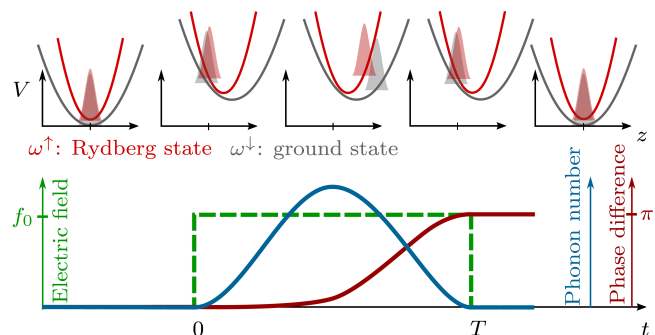 V
z
ω↑: Rydberg state ω↓: ground state
f₀
Electric field
Phonon number
Phase difference
π
0
T
t